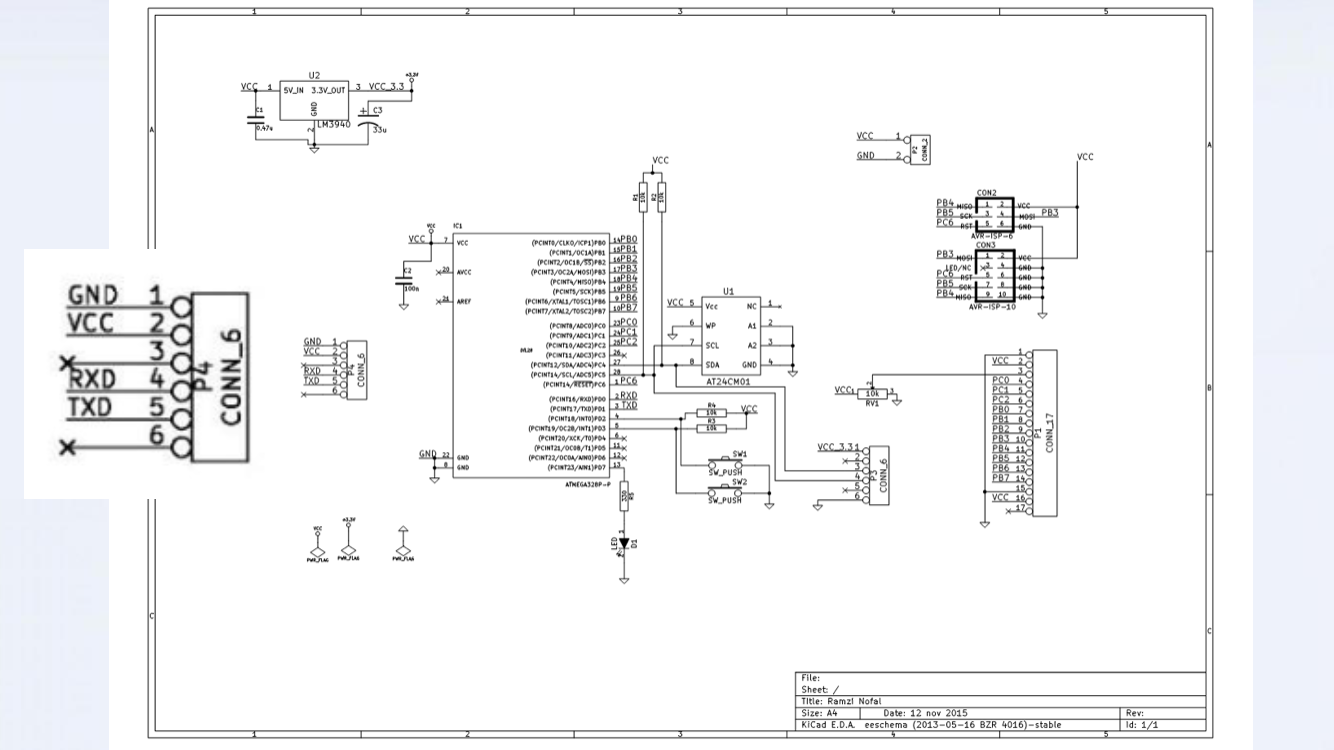 1 2 3 4 5
A
B
C
U2
VCC 1 5V_IN 3.3V_OUT 3 VCC_3.3 +3.3V
GND
2
LM3940
C1
0.47u
C3
33u
VCC 1
GND 2
P2
CONN_2
VCC
R1 10k
R2 10k
VCC
CON2
PB4 MISO 1 2 VCC
PB5 SCK 3 4 MOSI PB3
PC6 RST 5 6 GND
AVR-ISP-6
CON3
PB3 MOSI 1 2 VCC
LED/NC 3 4 GND
PC6 RST 5 6 GND
PB5 SCK 7 8 GND
PB4 MISO 9 10 GND
AVR-ISP-10
IC1
VCC
VCC 7 VCC
C2
100n
20 AVCC
21 AREF
(PCINT0/CLKO/ICP1)PB0 14 PB0
(PCINT1/OC1A)PB1 15 PB1
(PCINT2/OC1B/SS)PB2 16 PB2
(PCINT3/OC2A/MOSI)PB3 17 PB3
(PCINT4/MISO)PB4 18 PB4
(PCINT5/SCK)PB5 19 PB5
(PCINT6/XTAL1/TOSC1)PB6 9 PB6
(PCINT7/XTAL2/TOSC2)PB7 10 PB7
(PCINT8/ADC0)PC0 23 PC0
(PCINT9/ADC1)PC1 24 PC1
(PCINT10/ADC2)PC2 25 PC2
(PCINT11/ADC3)PC3 26
(PCINT12/SDA/ADC4)PC4 27
(PCINT14/SCL/ADC5)PC5 28
(PCINT14/RESET)PC6 1 PC6
(PCINT16/RXD)PD0 2 RXD
(PCINT17/TXD)PD1 3 TXD
(PCINT18/INT0)PD2 4
(PCINT19/OC2B/INT1)PD3 5
(PCINT20/XCK/T0)PD4 6
(PCINT21/OC0B/T1)PD5 11
(PCINT22/OC0A/AIN0)PD6 12
(PCINT23/AIN1)PD7 13
GND 22 GND
8 GND
ATMEGA328P-P
U1
VCC 5 Vcc NC 1
6 WP A1 2
7 SCL A2 3
8 SDA GND 4
AT24CM01
GND 1
VCC 2
3
RXD 4
TXD 5
6
P4
CONN_6
GND 1
VCC 2
3
RXD 4
TXD 5
6
P4
CONN_6
R4 10k
VCC
R3 10k
SW1
SW_PUSH
SW2
SW_PUSH
330 R5
LED 1 D1
VCC 1 10k 2 3
RV1
VCC_3.3 1
2
3
4
5
6
P3
CONN_6
1
VCC 2
3
PC0 4
PC1 5
PC2 6
PB0 7
PB1 8
PB2 9
PB3 10
PB4 11
PB5 12
PB6 13
PB7 14
15
VCC 16
17
P1
CONN_17
VCC
PWR_FLAG
+3.3V
PWR_FLAG
PWR_FLAG
File:
Sheet: /
Title: Ramzi Nofal
Size: A4 Date: 12 nov 2015 Rev:
KiCad E.D.A. eeschema (2013-05-16 BZR 4016)-stable Id: 1/1
1 2 4 3 4 5